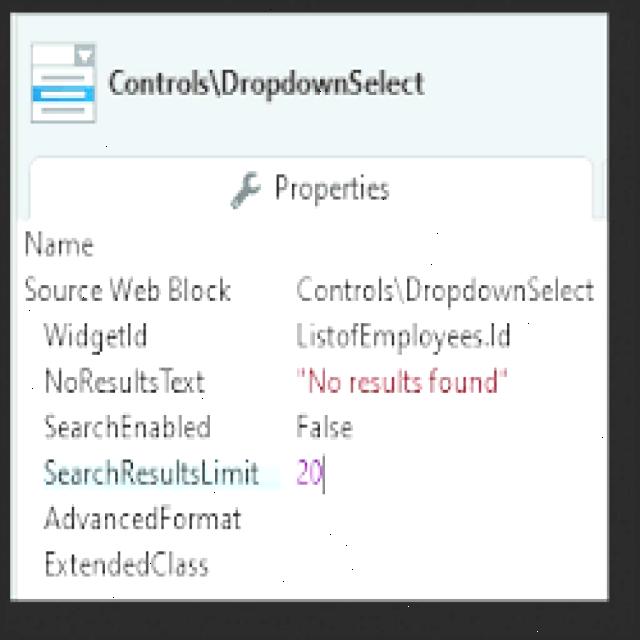 Controls\DropdownSelect
Properties
Name
Source Web Block Controls\DropdownSelect
WidgetId ListofEmployees.Id
NoResultsText "No results found"
SearchEnabled False
SearchResultsLimit 20
AdvancedFormat
ExtendedClass